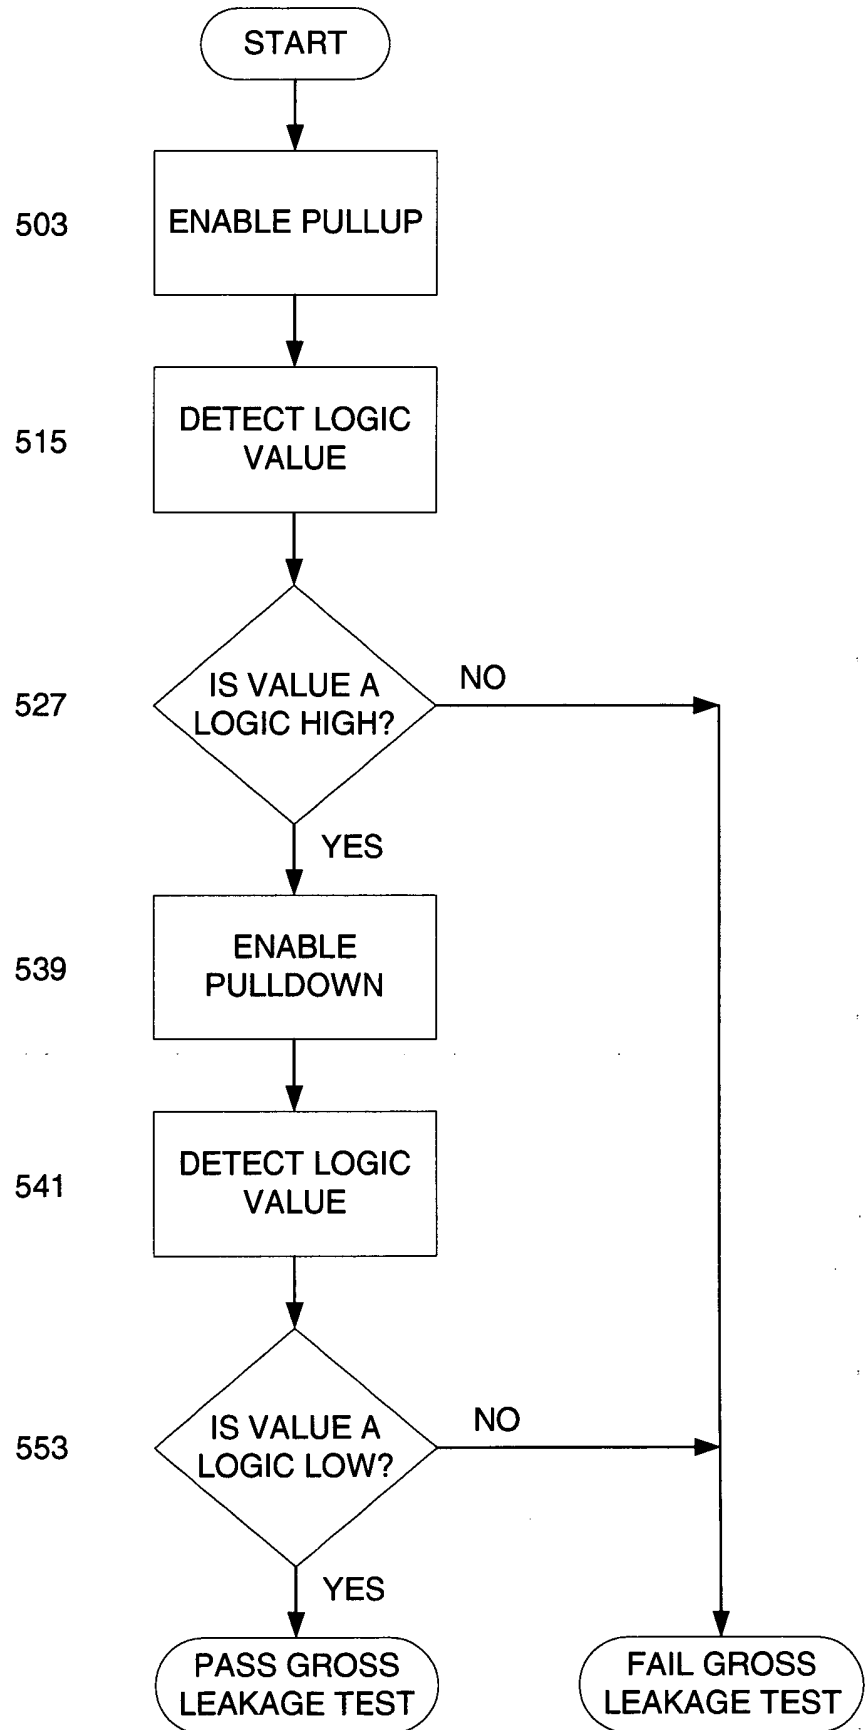 START
503
ENABLE PULLUP
515
DETECT LOGIC
VALUE
527
IS VALUE A
LOGIC HIGH?
NO
YES
539
ENABLE
PULLDOWN
541
DETECT LOGIC
VALUE
553
IS VALUE A
LOGIC LOW?
NO
YES
PASS GROSS
LEAKAGE TEST
FAIL GROSS
LEAKAGE TEST